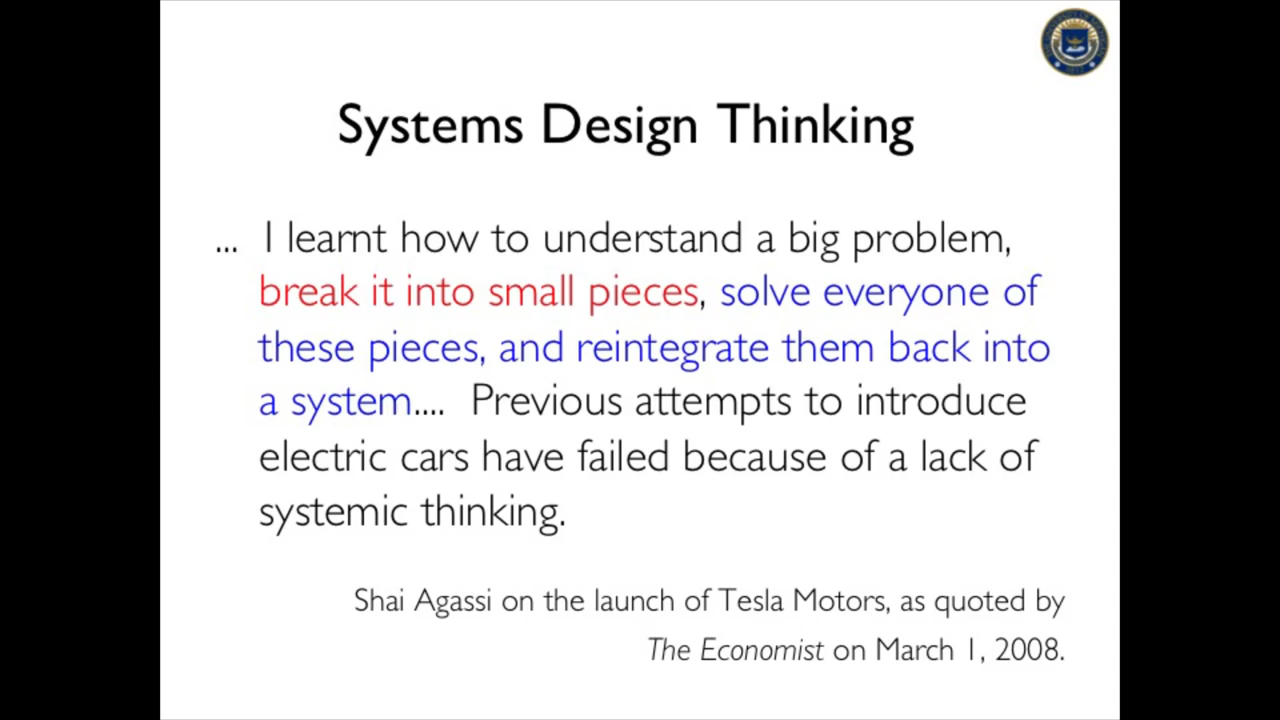 Systems Design Thinking
... I learnt how to understand a big problem,
break it into small pieces, solve everyone of
these pieces, and reintegrate them back into
a system.... Previous attempts to introduce
electric cars have failed because of a lack of
systemic thinking.
Shai Agassi on the launch of Tesla Motors, as quoted by
The Economist on March 1, 2008.